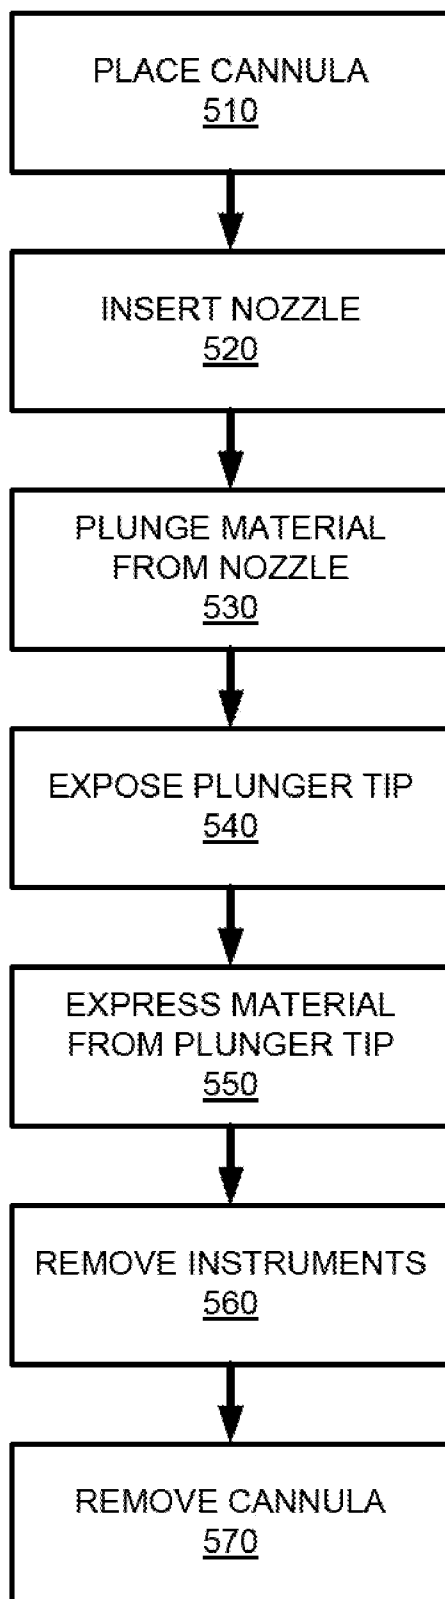 PLACE CANNULA
510
INSERT NOZZLE
520
PLUNGE MATERIAL
FROM NOZZLE
530
EXPOSE PLUNGER TIP
540
EXPRESS MATERIAL
FROM PLUNGER TIP
550
REMOVE INSTRUMENTS
560
REMOVE CANNULA
570